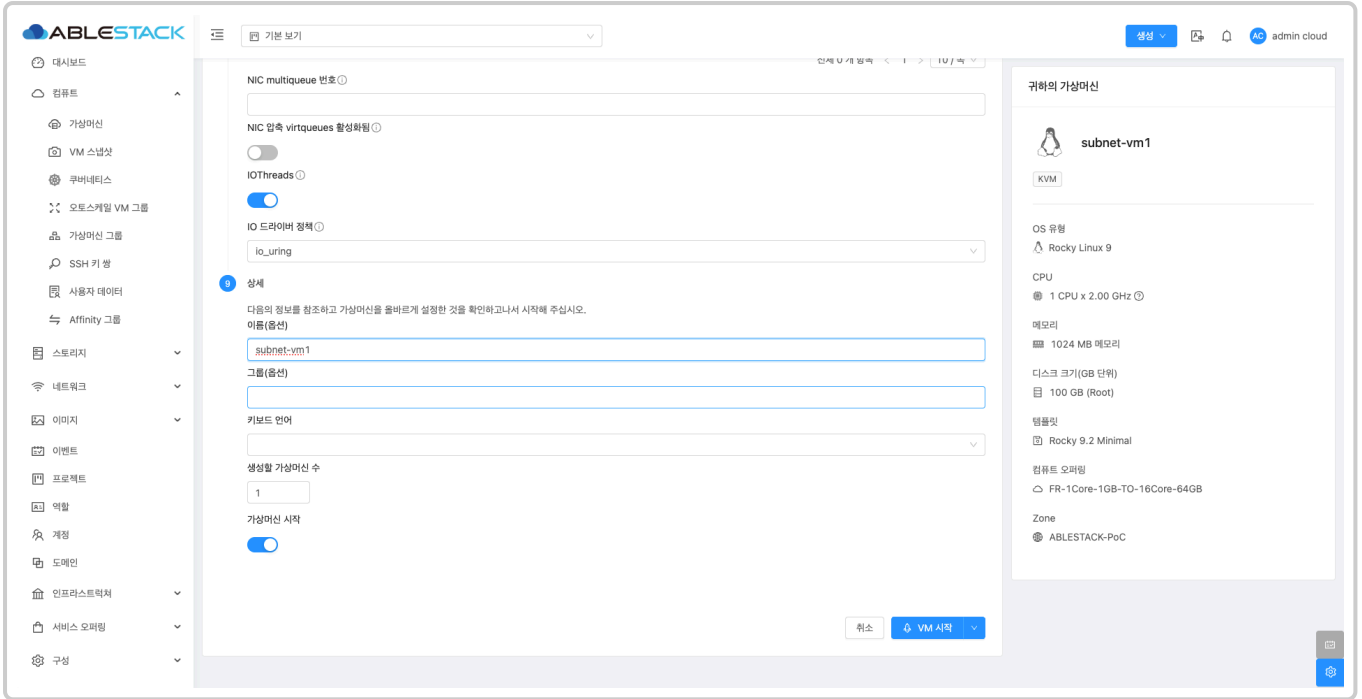 ABLESTACK
기본 보기
생성
AC admin cloud
대시보드
컴퓨트
가상머신
VM 스냅샷
쿠버네티스
오토스케일 VM 그룹
가상머신 그룹
SSH 키 쌍
사용자 데이터
Affinity 그룹
스토리지
네트워크
이미지
이벤트
프로젝트
역할
계정
도메인
인프라스트럭쳐
서비스 오퍼링
구성
전체 0 개 항목 < 1 > 10 / 쪽
NIC multiqueue 번호
NIC 압축 virtqueues 활성화됨
IOThreads
IO 드라이버 정책
io_uring
9 상세
다음의 정보를 참조하고 가상머신을 올바르게 설정한 것을 확인하고나서 시작해 주십시오.
이름(옵션)
subnet-vm1
그룹(옵션)
키보드 언어
생성할 가상머신 수
1
가상머신 시작
취소
VM 시작
귀하의 가상머신
subnet-vm1
KVM
OS 유형
Rocky Linux 9
CPU
1 CPU x 2.00 GHz
메모리
1024 MB 메모리
디스크 크기(GB 단위)
100 GB (Root)
템플릿
Rocky 9.2 Minimal
컴퓨트 오퍼링
FR-1Core-1GB-TO-16Core-64GB
Zone
ABLESTACK-PoC